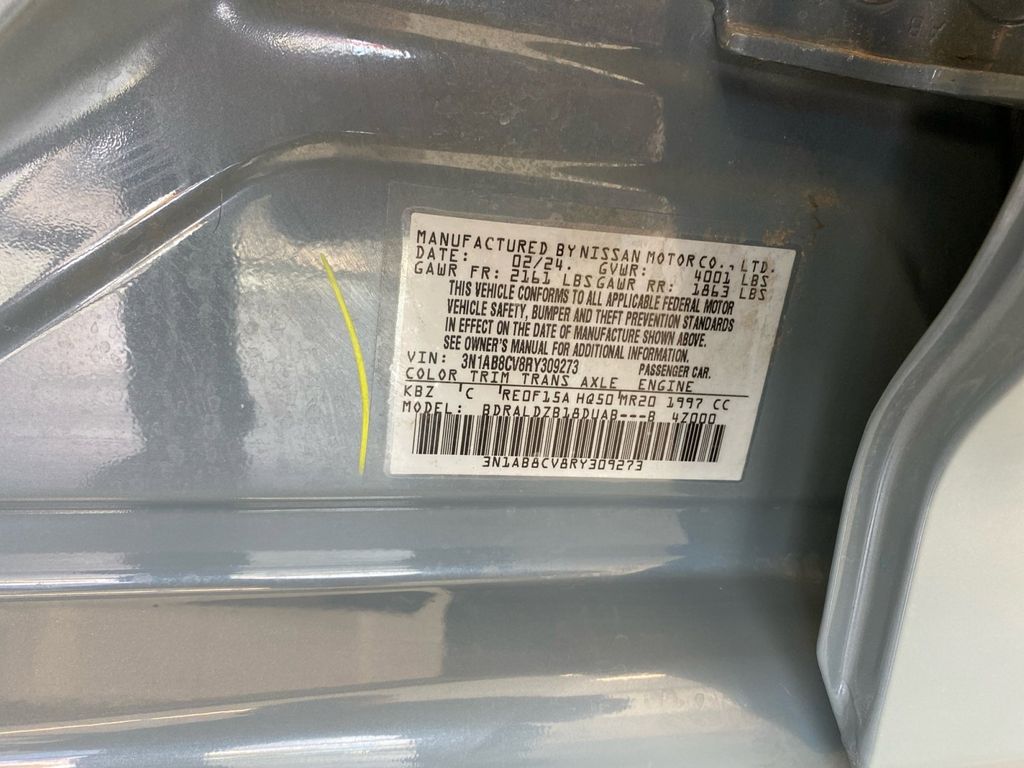 MANUFACTURED BY NISSAN MOTOR CO., LTD.
DATE: 02/24. GVWR: 4001 LBS
GAWR FR: 2161 LBS GAWR RR: 1863 LBS
THIS VEHICLE CONFORMS TO ALL APPLICABLE FEDERAL MOTOR
VEHICLE SAFETY, BUMPER AND THEFT PREVENTION STANDARDS
IN EFFECT ON THE DATE OF MANUFACTURE SHOWN ABOVE.
SEE OWNER'S MANUAL FOR ADDITIONAL INFORMATION.
VIN: 3N1AB8CV8RY309273 PASSENGER CAR.
COLOR TRIM TRANS AXLE ENGINE
KBZ C RE0F15A HQ50 MR20 1997 CC
MODEL: BDRALDZB18DUAB---B 4Z000
3N1AB8CV8RY309273